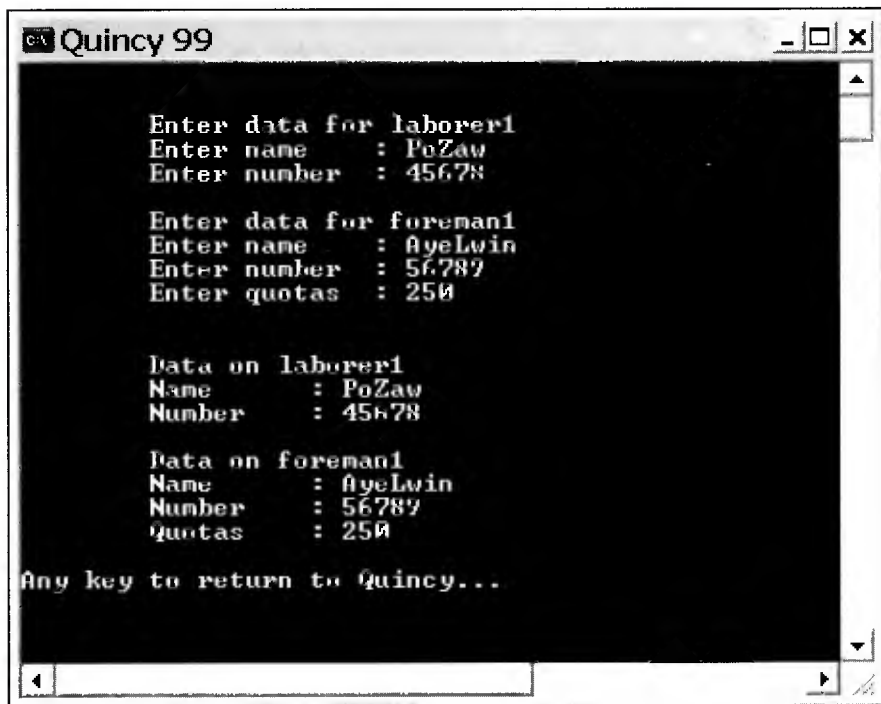 Quincy 99
Enter data for laborer1
Enter name : PoZaw
Enter number : 45678
Enter data for foreman1
Enter name : AyeLwin
Enter number : 56789
Enter quotas : 250
Data on laborer1
Name : PoZaw
Number : 45678
Data on foreman1
Name : AyeLwin
Number : 56789
Quotas : 250
Any key to return to Quincy...